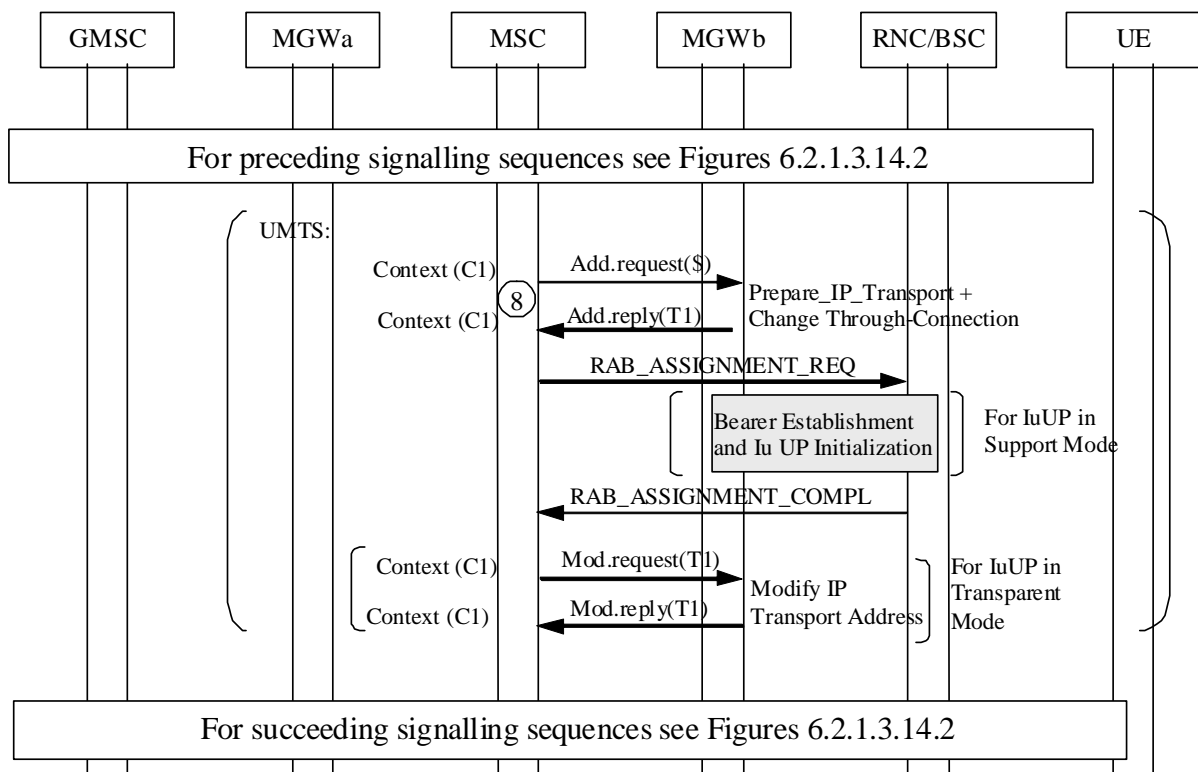 GMSC
MGWa
MSC
MGWb
RNC/BSC
UE
For preceding signalling sequences see Figures 6.2.1.3.14.2
UMTS:
Context (C1)
Add.request($)
8
Prepare_IP_Transport +
Change Through-Connection
Context (C1)
Add.reply(T1)
RAB_ASSIGNMENT_REQ
Bearer Establishment
and Iu UP Initialization
For IuUP in
Support Mode
RAB_ASSIGNMENT_COMPL
Context (C1)
Mod.request(T1)
Modify IP
Transport Address
For IuUP in
Transparent
Mode
Context (C1)
Mod.reply(T1)
For succeeding signalling sequences see Figures 6.2.1.3.14.2